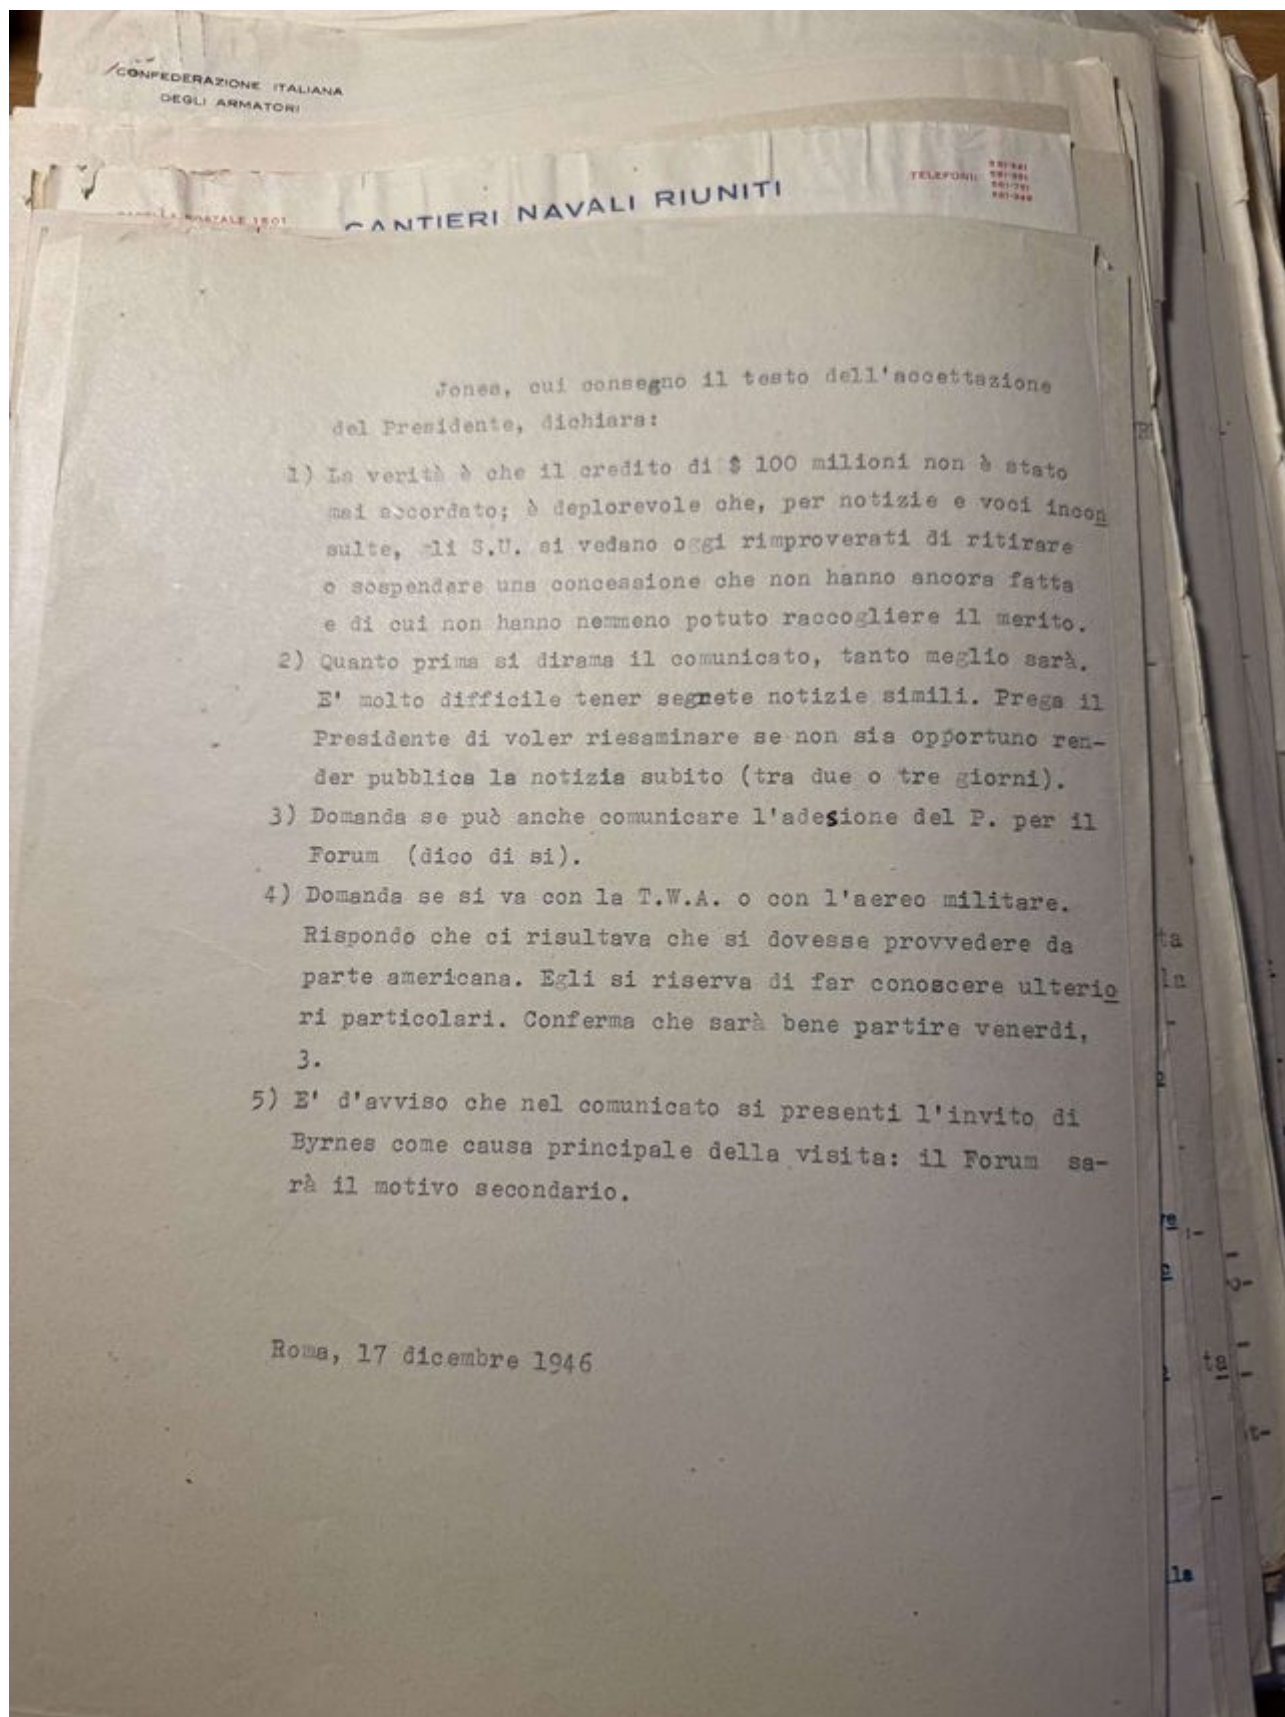 CONFEDERAZIONE ITALIANA
DEGLI ARMATORI
TELEFONI:
POSTALE 1801
CANTIERI NAVALI RIUNITI
Jones, cui consegno il testo dell'accettazione
del Presidente, dichiara:
1) La verità è che il credito di $ 100 milioni non è stato
mai accordato; è deplorevole che, per notizie e voci incon
sulte, gli S.U. si vedano oggi rimproverati di ritirare
o sospendere una concessione che non hanno ancora fatta
e di cui non hanno nemmeno potuto raccogliere il merito.
2) Quanto prima si dirama il comunicato, tanto meglio sarà.
E' molto difficile tener segrete notizie simili. Prega il
Presidente di voler riesaminare se non sia opportuno ren-
der pubblica la notizia subito (tra due o tre giorni).
3) Domanda se può anche comunicare l'adesione del P. per il
Forum (dico di si).
4) Domanda se si va con la T.W.A. o con l'aereo militare.
Rispondo che ci risultava che si dovesse provvedere da
parte americana. Egli si riserva di far conoscere ulterio
ri particolari. Conferma che sarà bene partire venerdi,
3.
5) E' d'avviso che nel comunicato si presenti l'invito di
Byrnes come causa principale della visita: il Forum sa-
rà il motivo secondario.
Roma, 17 dicembre 1946
ta
la
re
ta
la